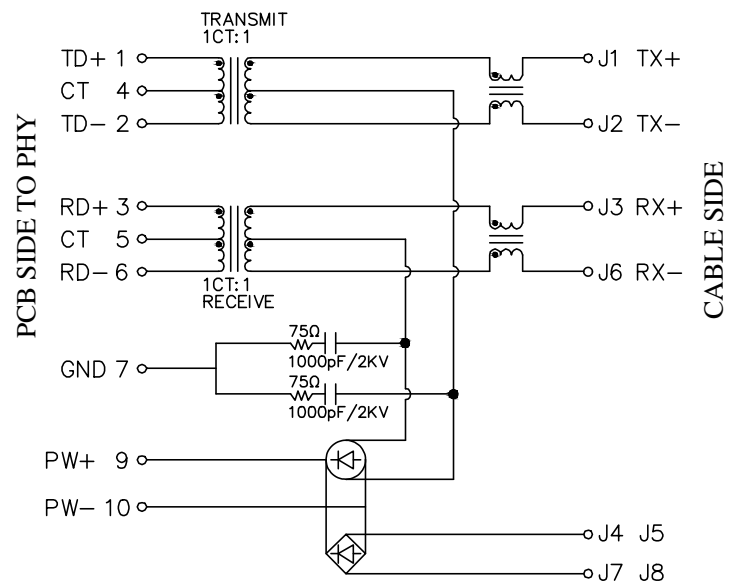 TRANSMIT
1CT:1
TD+ 1
J1 TX+
CT 4
TD- 2
J2 TX-
PCB SIDE TO PHY
CABLE SIDE
RD+ 3
J3 RX+
CT 5
RD- 6
J6 RX-
1CT:1
RECEIVE
75Ω
1000pF/2KV
GND 7
75Ω
1000pF/2KV
PW+ 9
PW- 10
J4 J5
J7 J8